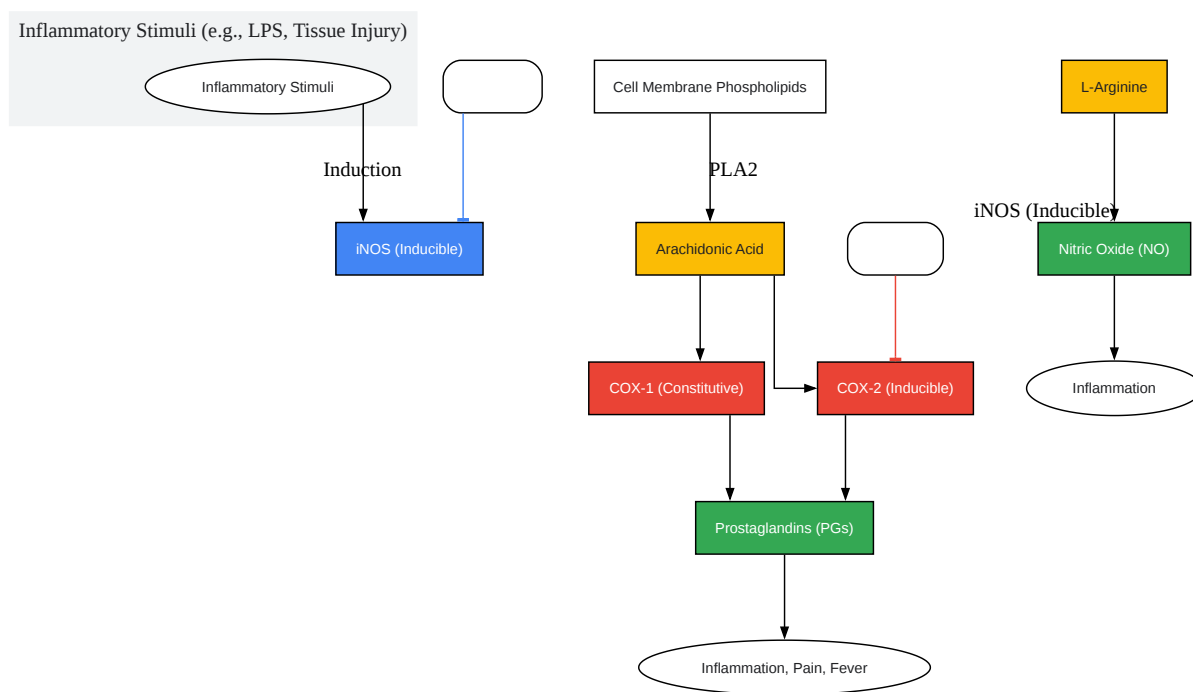 Inflammatory Stimuli (e.g., LPS, Tissue Injury)
Inflammatory Stimuli
Cell Membrane Phospholipids
L-Arginine
Induction
PLA2
iNOS (Inducible)
iNOS (Inducible)
Arachidonic Acid
Nitric Oxide (NO)
COX-1 (Constitutive)
COX-2 (Inducible)
Inflammation
Prostaglandins (PGs)
Inflammation, Pain, Fever